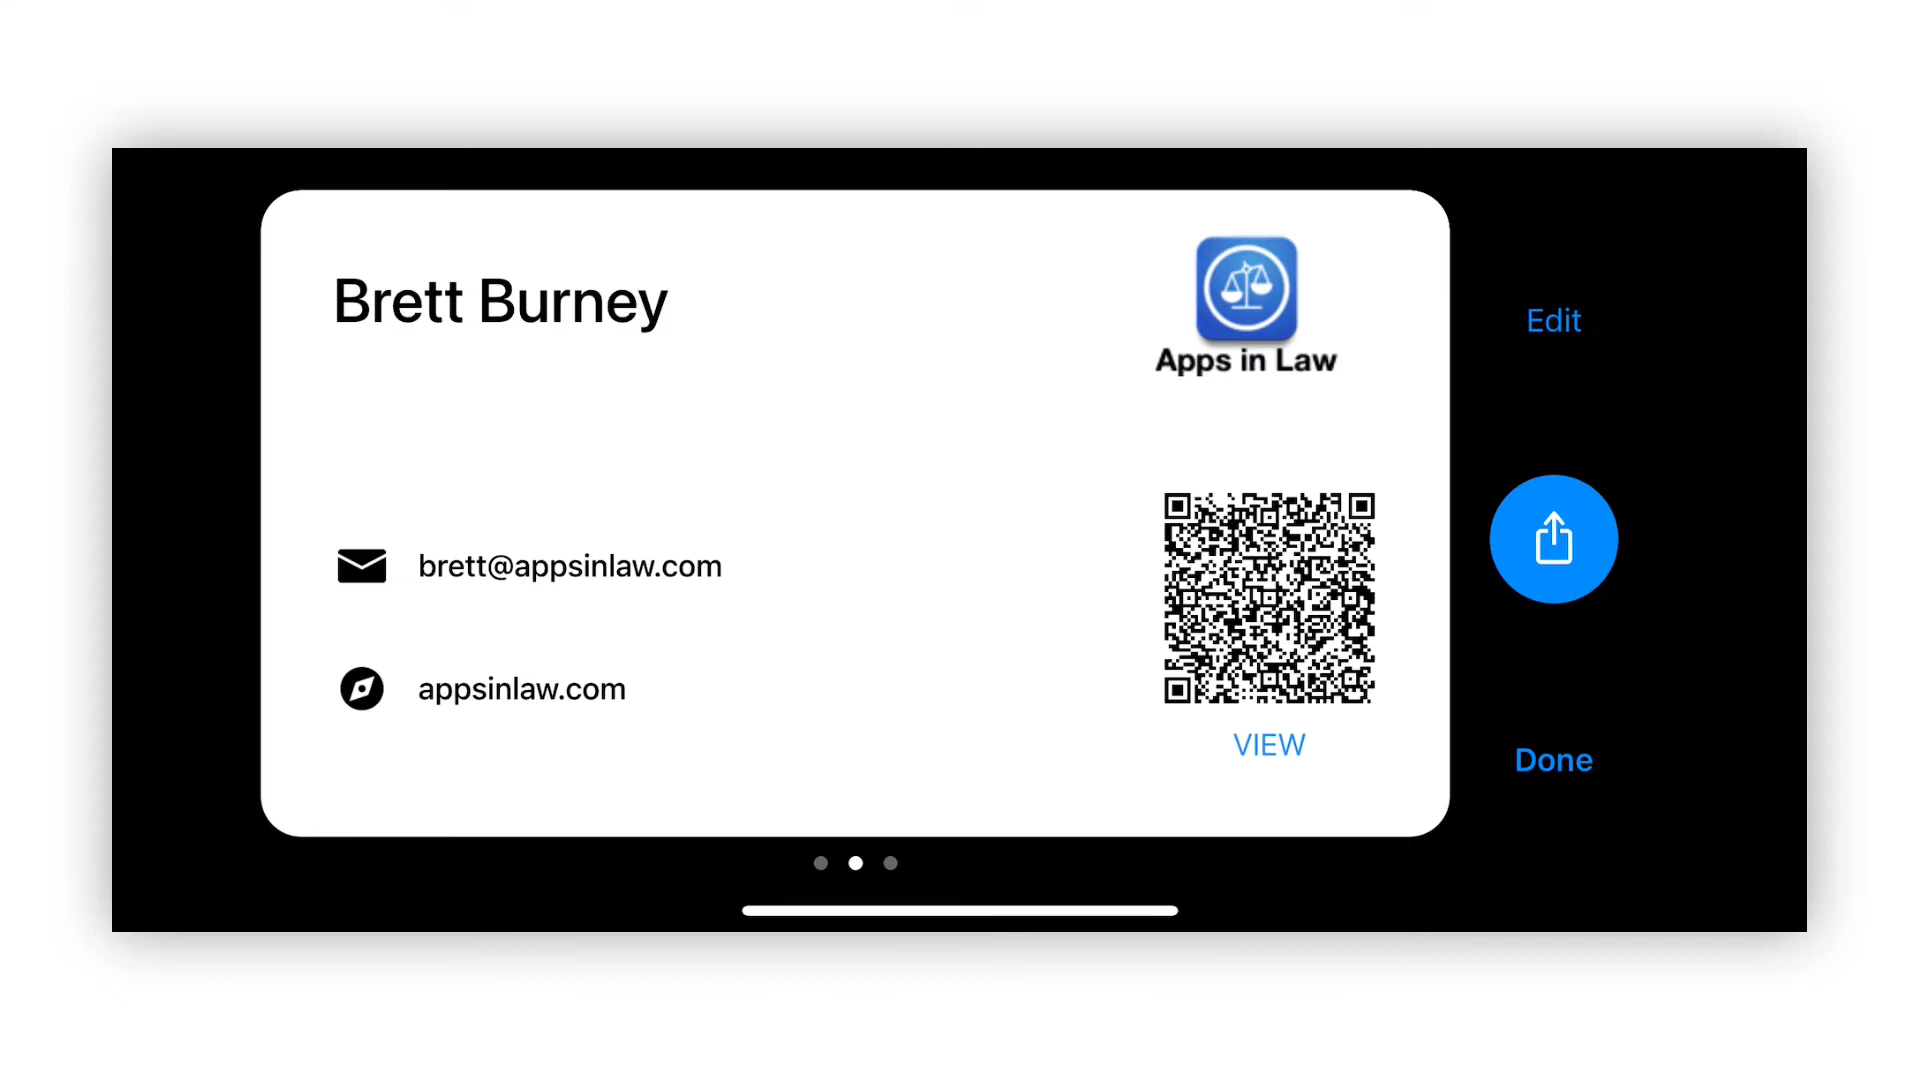 Brett Burney
Apps in Law
Edit
brett@appsinlaw.com
appsinlaw.com
VIEW
Done